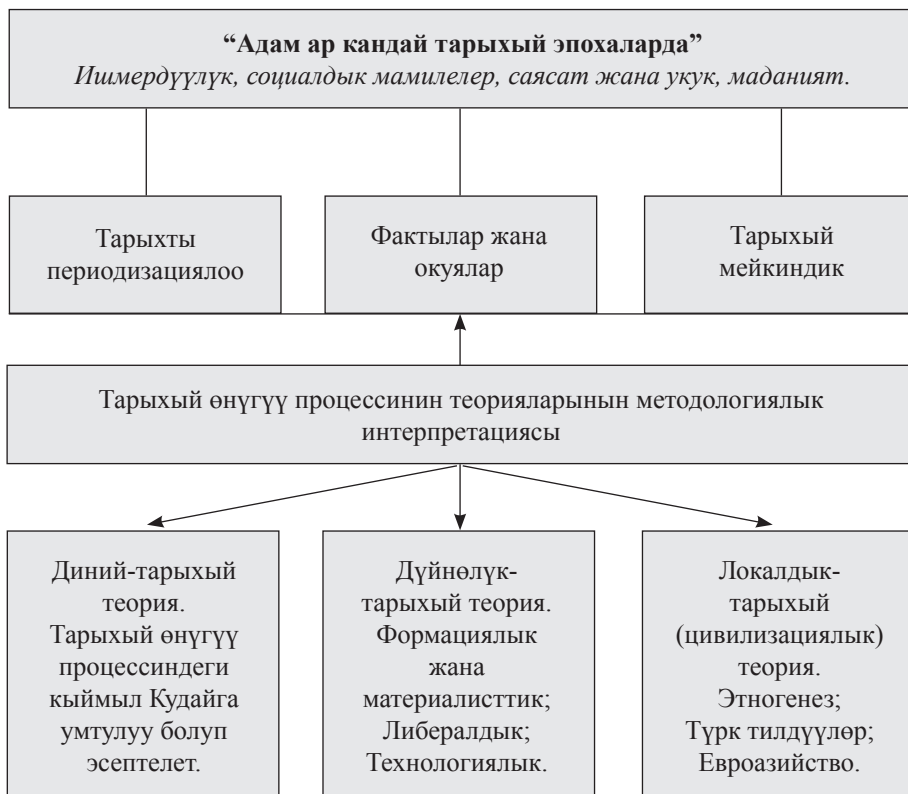 “Адам ар кандай тарыхый эпохаларда”
Ишмердүүлүк, социалдык мамилелер, саясат жана укук, маданият.
Тарыхты
периодизациялоо
Фактылар жана
окуялар
Тарыхый
мейкиндик
Тарыхый өнүгүү процессинин теорияларынын методологиялык
интерпретациясы
Диний-тарыхый
теория.
Тарыхый өнүгүү
процессиндеги
кыймыл Кудайга
умтулуу болуп
эсептелет.
Дүйнөлүк-
тарыхый теория.
Формациялык
жана
материалисттик;
Либералдык;
Технологиялык.
Локалдык-
тарыхый
(цивилизациялык)
теория.
Этногенез;
Түрк тилдүүлөр;
Евроазийство.